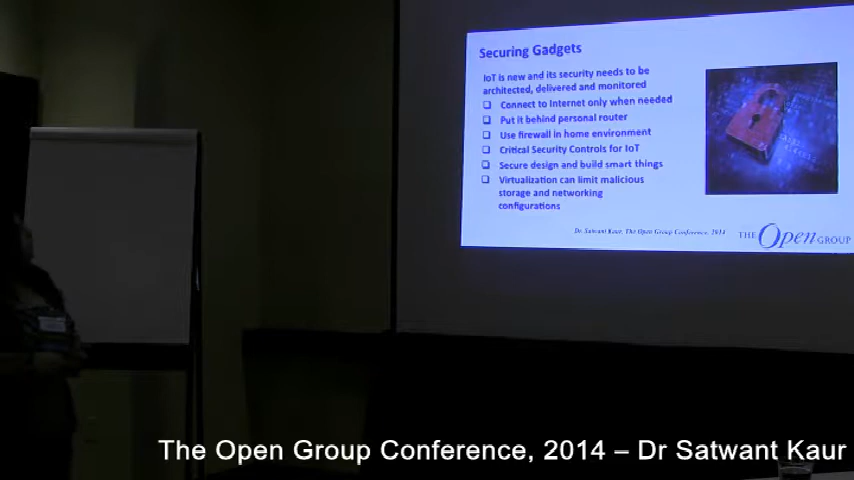 Securing Gadgets
IoT is new and its security needs to be
architected, delivered and monitored
❑ Connect to Internet only when needed
❑ Put it behind personal router
❑ Use firewall in home environment
❑ Critical Security Controls for IoT
❑ Secure design and build smart things
❑ Virtualization can limit malicious
storage and networking
configurations
Dr. Satwant Kaur, The Open Group Conference, 2014
THE Open GROUP
The Open Group Conference, 2014 – Dr Satwant Kaur